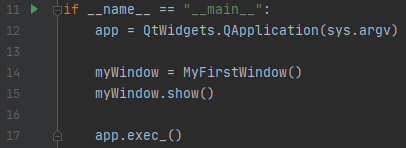 11 if __name__ == "__main__":
12 app = QtWidgets.QApplication(sys.argv)
13
14 myWindow = MyFirstWindow()
15 myWindow.show()
16
17 app.exec_()